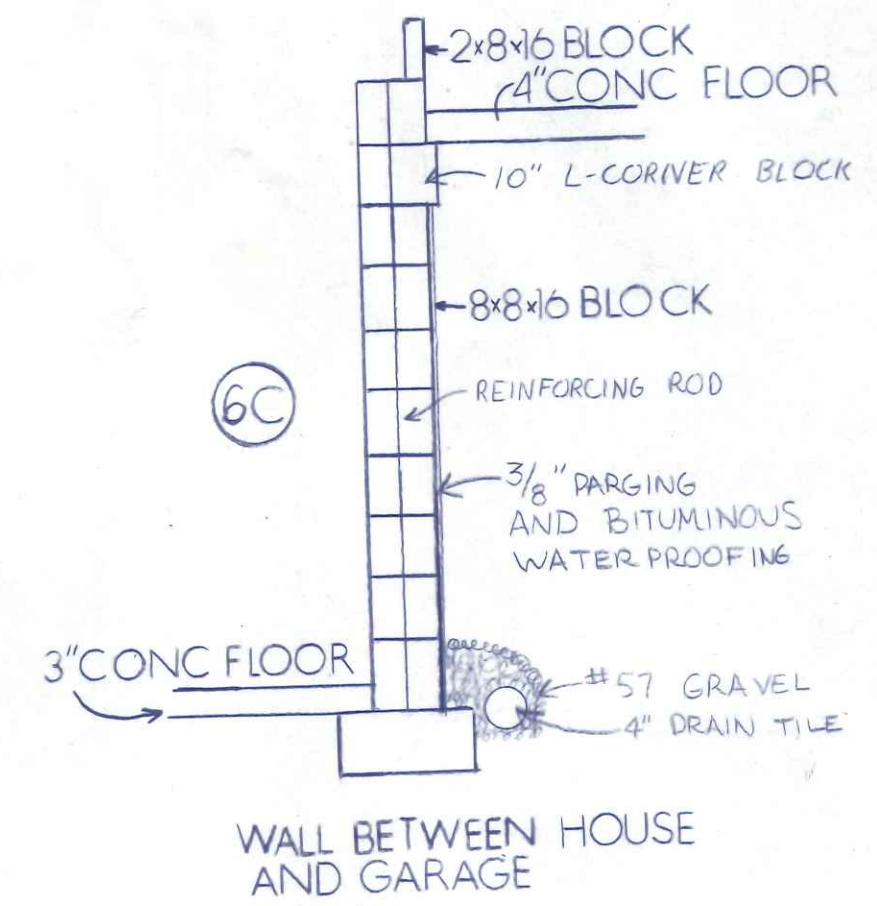 2x8x16 BLOCK
4" CONC FLOOR
10" L-CORNER BLOCK
8x8x16 BLOCK
6C
REINFORCING ROD
3/8" PARGING
AND BITUMINOUS
WATERPROOFING
3" CONC FLOOR
#57 GRAVEL
4" DRAIN TILE
WALL BETWEEN HOUSE
AND GARAGE